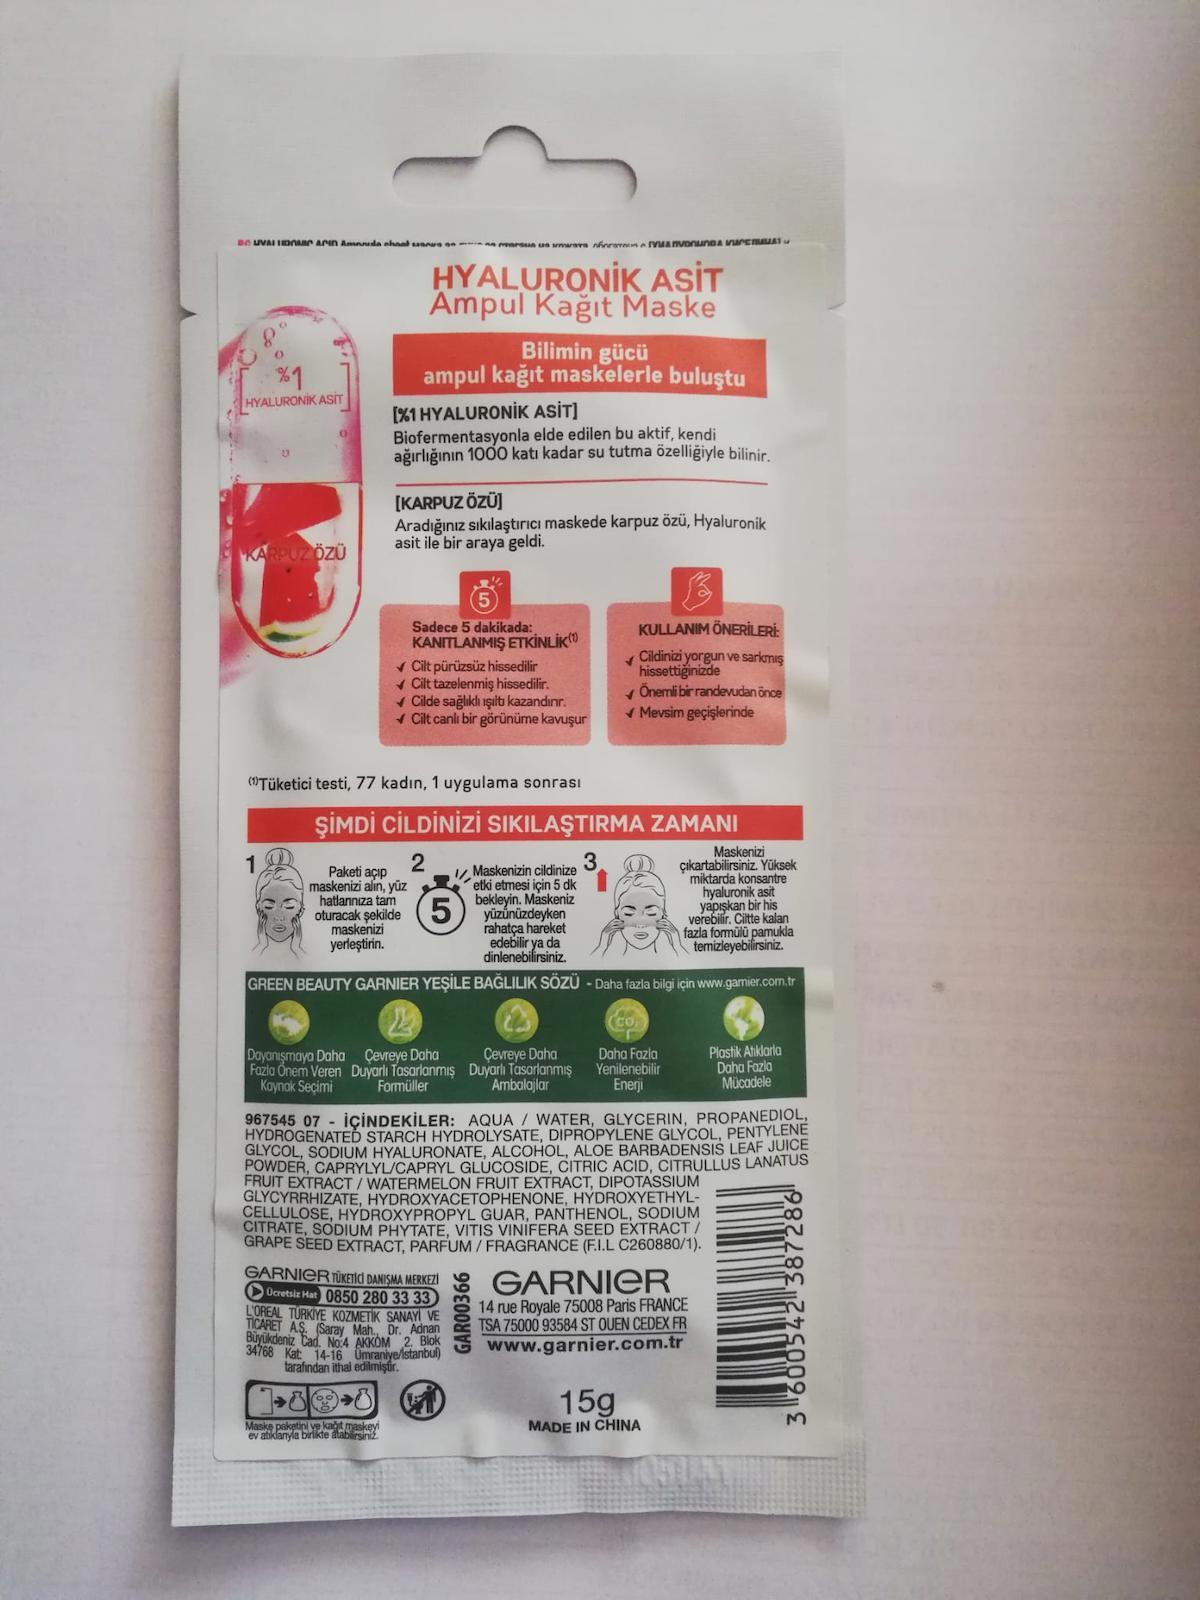 HYALURONİK ASİT
Ampul Kağıt Maske
Bilimin gücü
ampul kağıt maskelerle buluştu
%1
HYALURONİK ASİT
KARPUZ ÖZÜ
[%1 HYALURONİK ASİT]
Biofermentasyonla elde edilen bu aktif, kendi
ağırlığının 1000 katı kadar su tutma özelliğiyle bilinir.
[KARPUZ ÖZÜ]
Aradığınız sıkılaştırıcı maskede karpuz özü, Hyaluronik
asit ile bir araya geldi.
5
Sadece 5 dakikada:
KANITLANMIŞ ETKİNLİK(1)
✓ Cilt pürüzsüz hissedilir
✓ Cilt tazelenmiş hissedilir.
✓ Cilde sağlıklı ışıltı kazandırır.
✓ Cilt canlı bir görünüme kavuşur
KULLANIM ÖNERİLERİ:
✓ Cildinizi yorgun ve sarkmış
hissettiğinizde
✓ Önemli bir randevudan önce
✓ Mevsim geçişlerinde
(1)Tüketici testi, 77 kadın, 1 uygulama sonrası
ŞİMDİ CİLDİNİZİ SIKILAŞTIRMA ZAMANI
1
Paketi açıp
maskenizi alın, yüz
hatlarınıza tam
oturacak şekilde
maskenizi
yerleştirin.
2
5
Maskenizin cildinize
etki etmesi için 5 dk
bekleyin. Maskeniz
yüzünüzdeyken
rahatça hareket
edebilir ya da
dinlenebilirsiniz.
3
Maskenizi
çıkartabilirsiniz. Yüksek
miktarda konsantre
hyaluronik asit
yapışkan bir his
verebilir. Ciltte kalan
fazla formülü pamukla
temizleyebilirsiniz.
GREEN BEAUTY GARNIER YEŞİLE BAĞLILIK SÖZÜ - Daha fazla bilgi için www.garnier.com.tr
Dayanışmaya Daha
Fazla Önem Veren
Kaynak Seçimi
Çevreye Daha
Duyarlı Tasarlanmış
Formüller
Çevreye Daha
Duyarlı Tasarlanmış
Ambalajlar
CO₂
Daha Fazla
Yenilenebilir
Enerji
Plastik Atıklarla
Daha Fazla
Mücadele
967545 07 - İÇİNDEKİLER: AQUA / WATER, GLYCERIN, PROPANEDIOL,
HYDROGENATED STARCH HYDROLYSATE, DIPROPYLENE GLYCOL, PENTYLENE
GLYCOL, SODIUM HYALURONATE, ALCOHOL, ALOE BARBADENSIS LEAF JUICE
POWDER, CAPRYLYL/CAPRYL GLUCOSIDE, CITRIC ACID, CITRULLUS LANATUS
FRUIT EXTRACT / WATERMELON FRUIT EXTRACT, DIPOTASSIUM
GLYCYRRHIZATE, HYDROXYACETOPHENONE, HYDROXYETHYL-
CELLULOSE, HYDROXYPROPYL GUAR, PANTHENOL, SODIUM
CITRATE, SODIUM PHYTATE, VITIS VINIFERA SEED EXTRACT /
GRAPE SEED EXTRACT, PARFUM / FRAGRANCE (F.I.L C260880/1).
GARNIER TÜKETİCİ DANIŞMA MERKEZİ
Ücretsiz Hat 0850 280 33 33
L'OREAL TÜRKİYE KOZMETİK SANAYİ VE
TİCARET A.Ş. (Saray Mah., Dr. Adnan
Büyükdeniz Cad. No:4 AKKOM 2. Blok
34768 Kat: 14-16 Ümraniye/İstanbul)
tarafından ithal edilmiştir.
Maske paketini ve kağıt maskeyi
ev atıklarıyla birlikte atabilirsiniz.
GAR00366
GARNIER
14 rue Royale 75008 Paris FRANCE
TSA 75000 93584 ST OUEN CEDEX FR
www.garnier.com.tr
15g
MADE IN CHINA
3 600542 387286